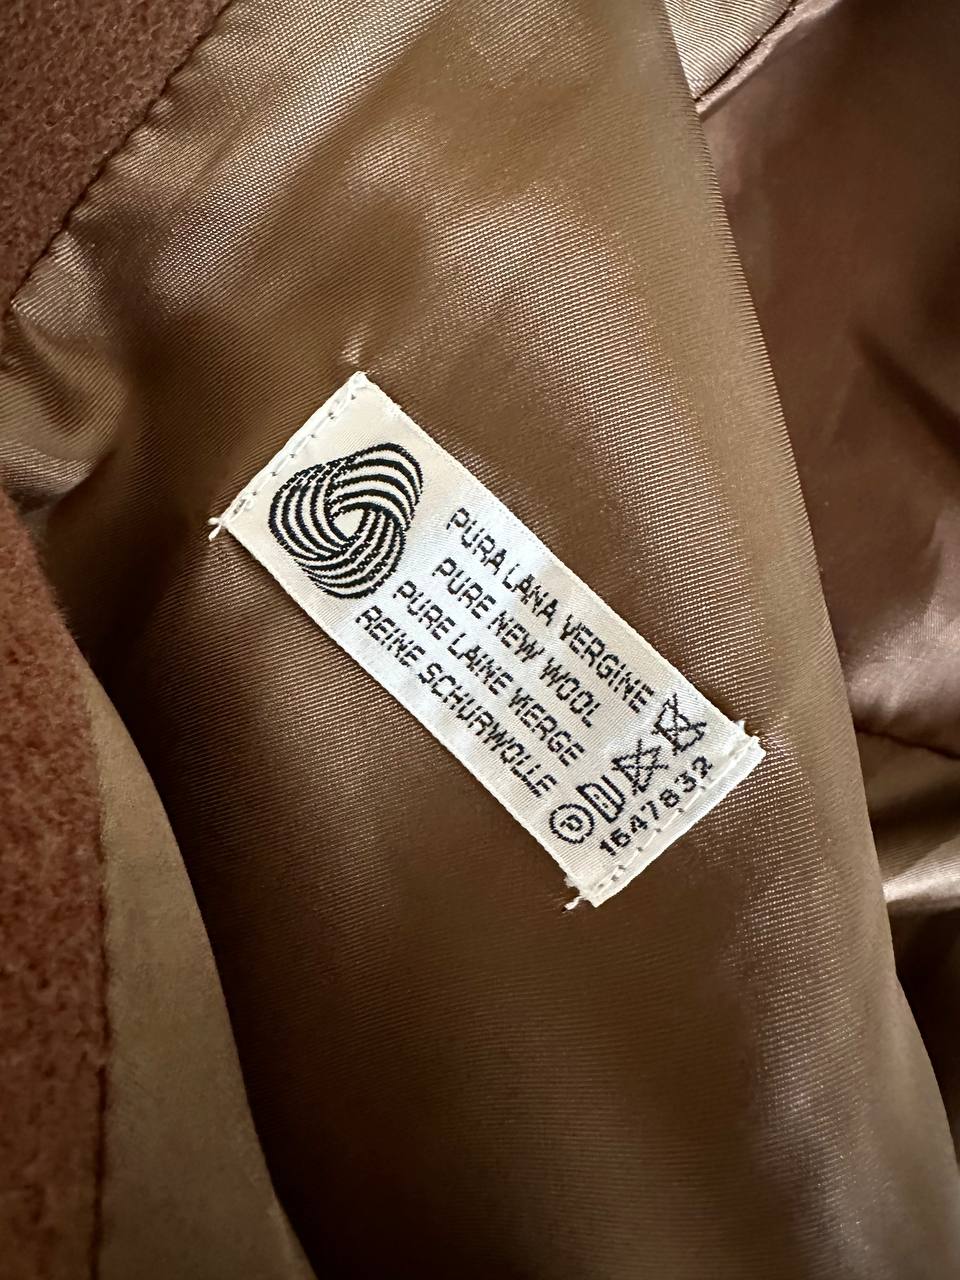 PURA LANA VERGINE
PURE NEW WOOL
PURE LAINE VIERGE
REINE SCHURWOLLE
1647832